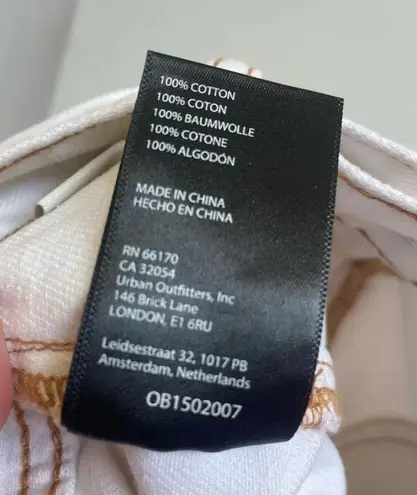 100% COTTON
100% COTON
100% BAUMWOLLE
100% COTONE
100% ALGODÓN
MADE IN CHINA
HECHO EN CHINA
RN 66170
CA 32054
Urban Outfitters, Inc
146 Brick Lane
LONDON, E1 6RU
Leidsestraat 32, 1017 PB
Amsterdam, Netherlands
OB1502007